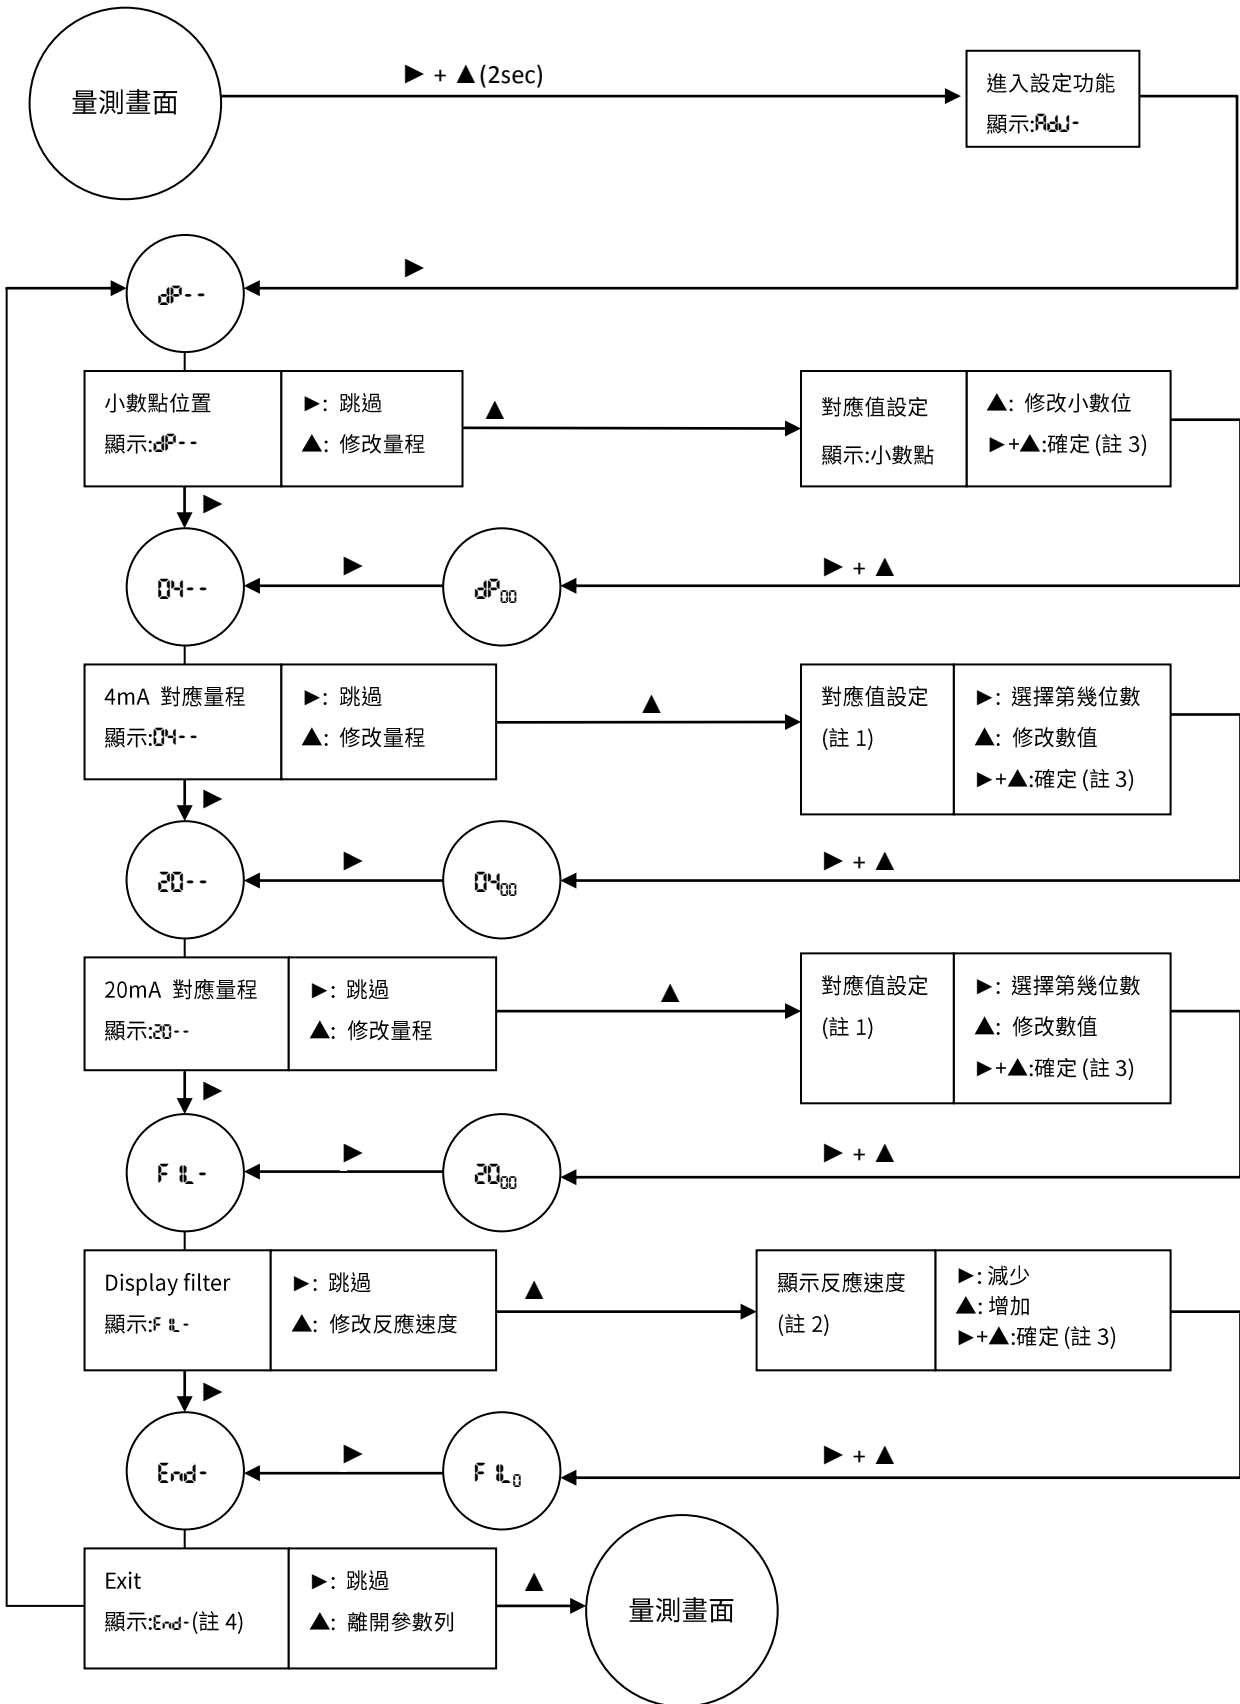 量測畫面
► + ▲(2sec)
進入設定功能
顯示:AdJ-
►
dP--
小數點位置
顯示:dP--
►: 跳過
▲: 修改量程
▲
對應值設定
顯示:小數點
▲: 修改小數位
►+▲:確定 (註 3)
►
04--
►
dP00
► + ▲
4mA 對應量程
顯示:04--
►: 跳過
▲: 修改量程
▲
對應值設定
(註 1)
►: 選擇第幾位數
▲: 修改數值
►+▲:確定 (註 3)
►
20--
►
0400
► + ▲
20mA 對應量程
顯示:20--
►: 跳過
▲: 修改量程
▲
對應值設定
(註 1)
►: 選擇第幾位數
▲: 修改數值
►+▲:確定 (註 3)
►
FIL-
►
2000
► + ▲
Display filter
顯示:FIL-
►: 跳過
▲: 修改反應速度
▲
顯示反應速度
(註 2)
►: 減少
▲: 增加
►+▲:確定 (註 3)
►
End-
►
FIL0
► + ▲
Exit
顯示:End-(註 4)
►: 跳過
▲: 離開參數列
▲
量測畫面